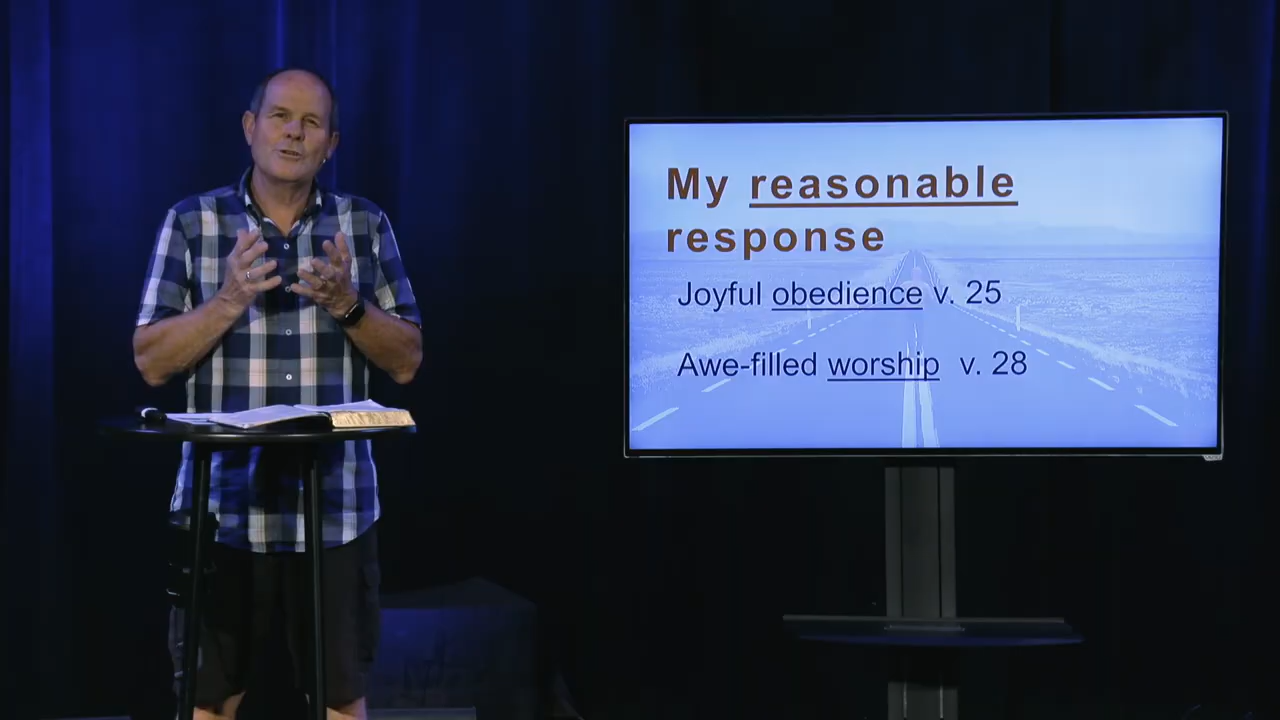 My reasonable
response
Joyful obedience v. 25
Awe-filled worship v. 28